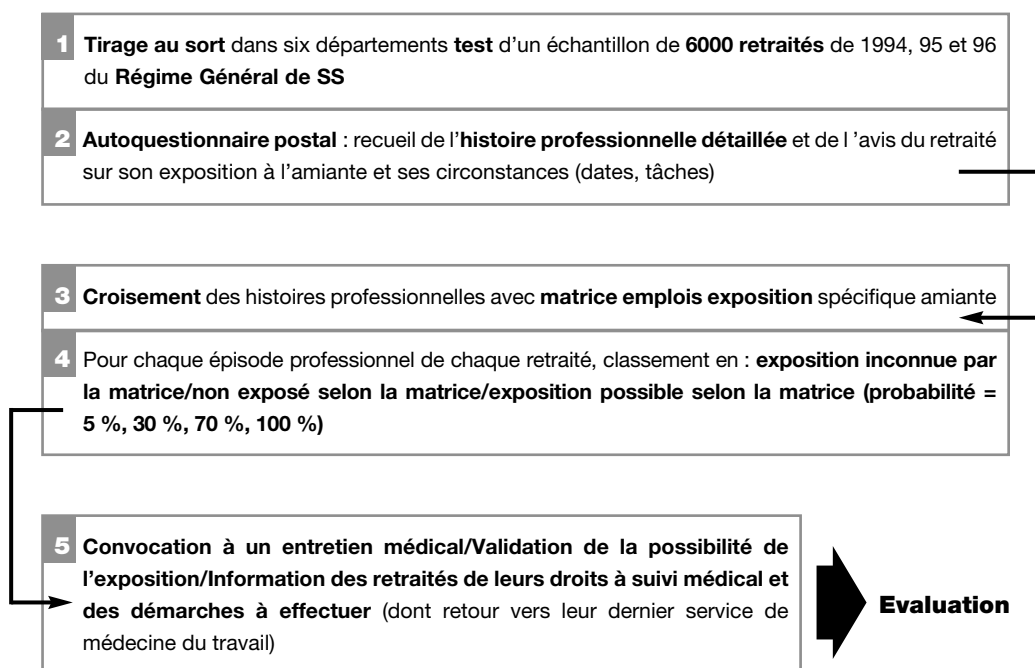 1 Tirage au sort dans six départements test d'un échantillon de 6000 retraités de 1994, 95 et 96
du Régime Général de SS
2 Autoquestionnaire postal : recueil de l'histoire professionnelle détaillée et de l 'avis du retraité
sur son exposition à l'amiante et ses circonstances (dates, tâches)
3 Croisement des histoires professionnelles avec matrice emplois exposition spécifique amiante
4 Pour chaque épisode professionnel de chaque retraité, classement en : exposition inconnue par
la matrice/non exposé selon la matrice/exposition possible selon la matrice (probabilité =
5 %, 30 %, 70 %, 100 %)
5 Convocation à un entretien médical/Validation de la possibilité de
l'exposition/Information des retraités de leurs droits à suivi médical et
des démarches à effectuer (dont retour vers leur dernier service de
médecine du travail)
Evaluation